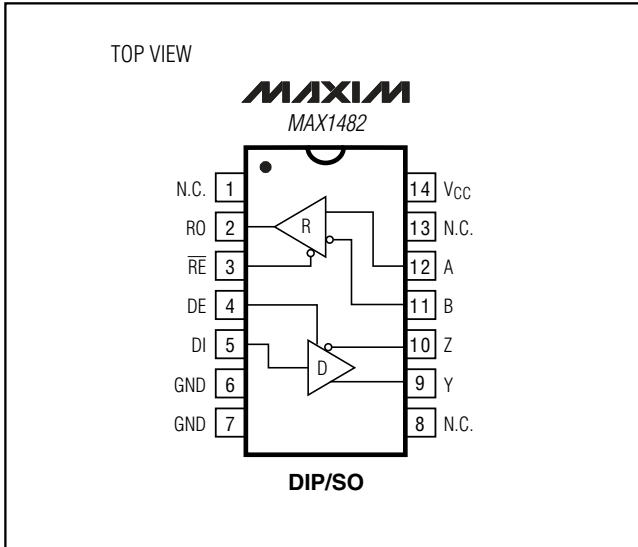 TOP VIEW
MAXIM
MAX1482
N.C. 1
RO 2
R̅E̅ 3
DE 4
DI 5
GND 6
GND 7
14 VCC
13 N.C.
12 A
11 B
10 Z
9 Y
8 N.C.
R
D
DIP/SO